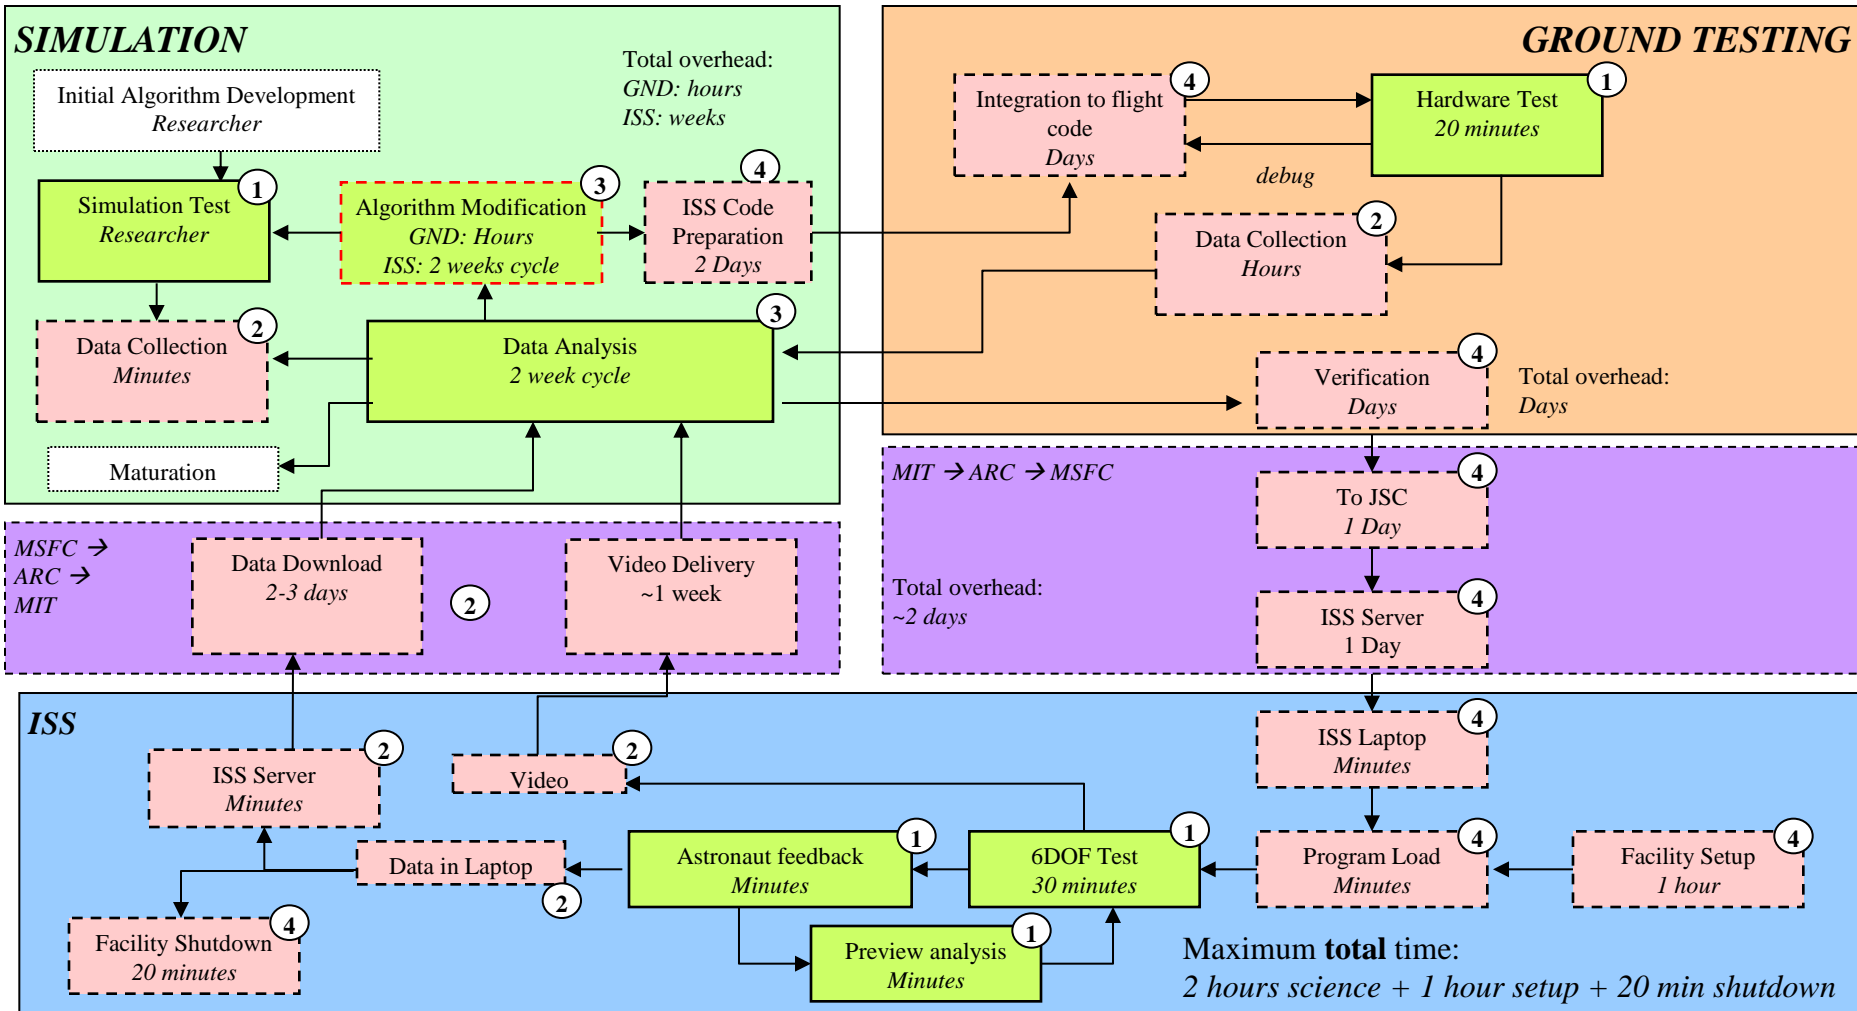 SIMULATION
Total overhead:
GND: hours
ISS: weeks
Initial Algorithm Development
Researcher
1
Simulation Test
Researcher
3
Algorithm Modification
GND: Hours
ISS: 2 weeks cycle
4
ISS Code
Preparation
2 Days
2
Data Collection
Minutes
3
Data Analysis
2 week cycle
Maturation
GROUND TESTING
4
Integration to flight
code
Days
1
Hardware Test
20 minutes
debug
2
Data Collection
Hours
4
Verification
Days
Total overhead:
Days
MSFC →
ARC →
MIT
Data Download
2-3 days
2
Video Delivery
~1 week
MIT → ARC → MSFC
4
To JSC
1 Day
Total overhead:
~2 days
4
ISS Server
1 Day
ISS
2
ISS Server
Minutes
2
Video
4
ISS Laptop
Minutes
Data in Laptop
2
1
Astronaut feedback
Minutes
1
6DOF Test
30 minutes
4
Program Load
Minutes
4
Facility Setup
1 hour
4
Facility Shutdown
20 minutes
1
Preview analysis
Minutes
Maximum total time:
2 hours science + 1 hour setup + 20 min shutdown